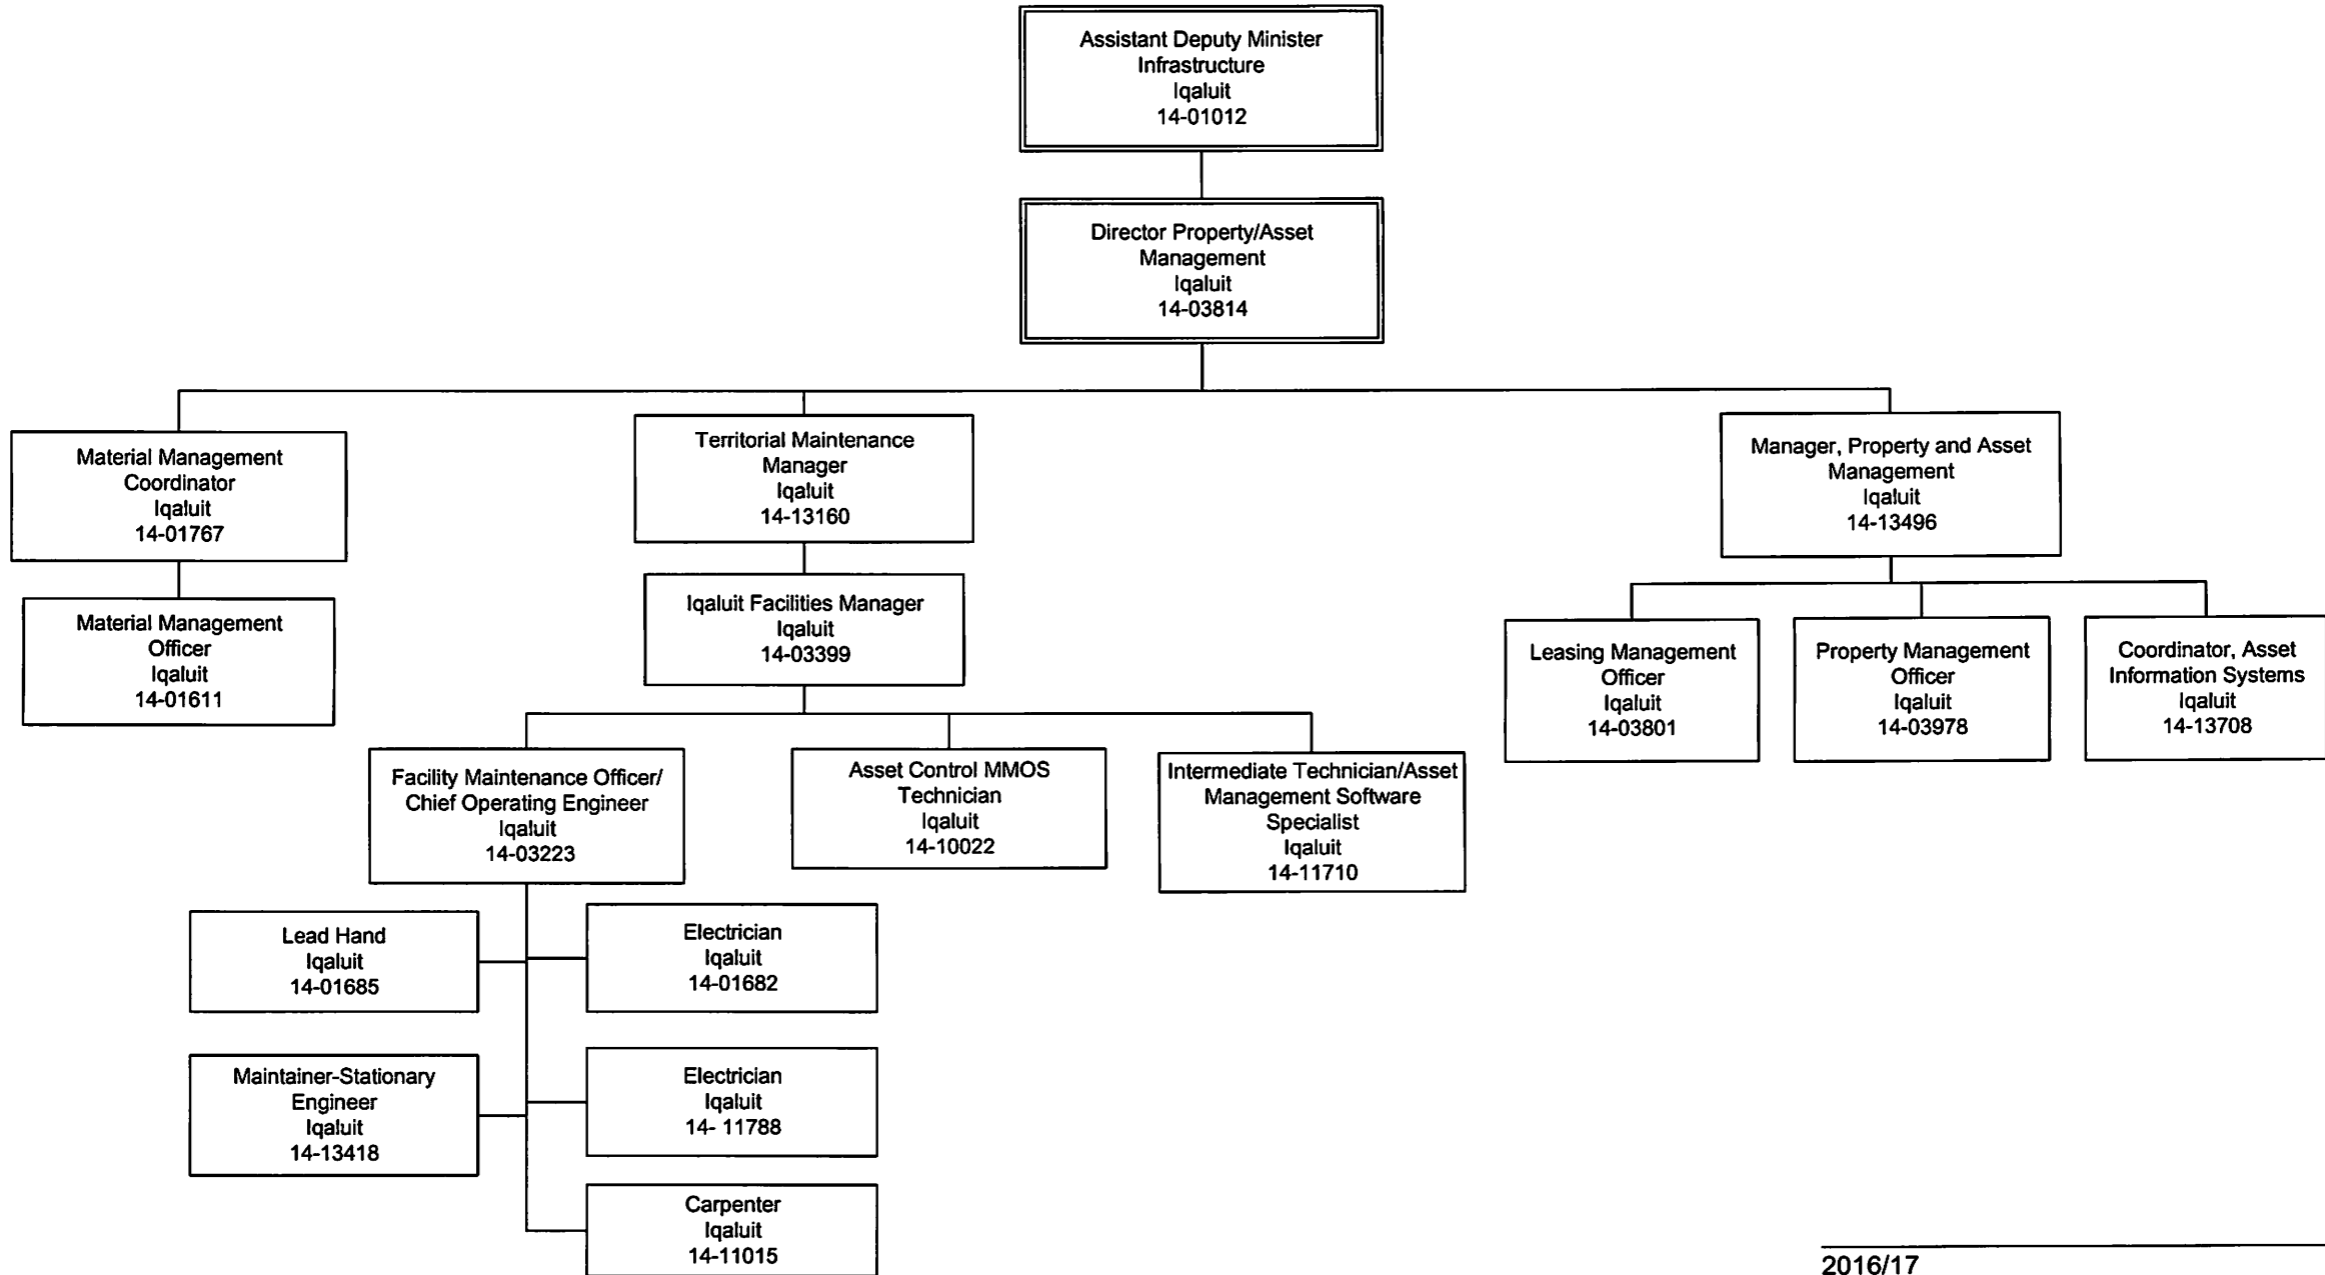 Assistant Deputy Minister
Infrastructure
Iqaluit
14-01012
Director Property/Asset
Management
Iqaluit
14-03814
Material Management
Coordinator
Iqaluit
14-01767
Territorial Maintenance
Manager
Iqaluit
14-13160
Manager, Property and Asset
Management
Iqaluit
14-13496
Material Management
Officer
Iqaluit
14-01611
Iqaluit Facilities Manager
Iqaluit
14-03399
Leasing Management
Officer
Iqaluit
14-03801
Property Management
Officer
Iqaluit
14-03978
Coordinator, Asset
Information Systems
Iqaluit
14-13708
Facility Maintenance Officer/
Chief Operating Engineer
Iqaluit
14-03223
Asset Control MMOS
Technician
Iqaluit
14-10022
Intermediate Technician/Asset
Management Software
Specialist
Iqaluit
14-11710
Lead Hand
Iqaluit
14-01685
Electrician
Iqaluit
14-01682
Maintainer-Stationary
Engineer
Iqaluit
14-13418
Electrician
Iqaluit
14- 11788
Carpenter
Iqaluit
14-11015
2016/17